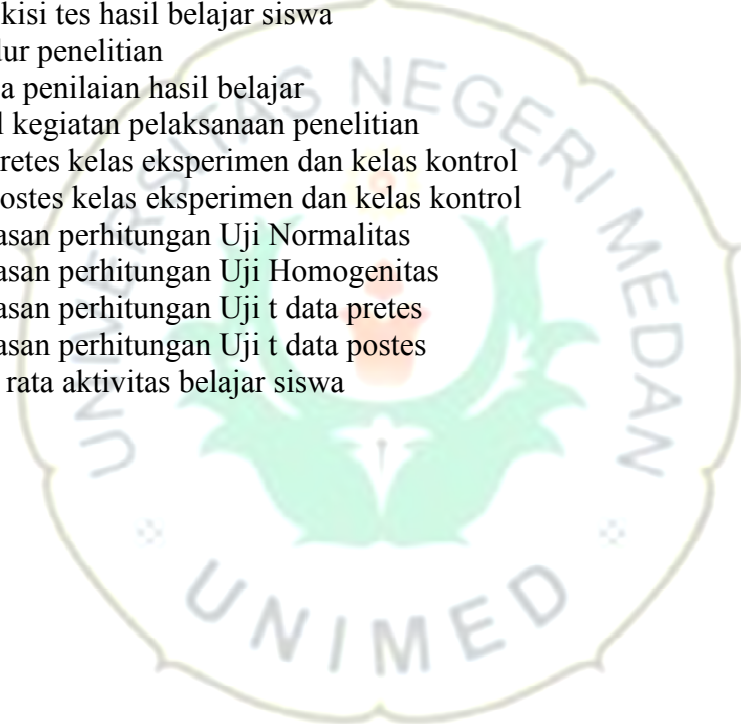 kisi tes hasil belajar siswa
lur penelitian
a penilaian hasil belajar
l kegiatan pelaksanaan penelitian
retes kelas eksperimen dan kelas kontrol
ostes kelas eksperimen dan kelas kontrol
asan perhitungan Uji Normalitas
asan perhitungan Uji Homogenitas
asan perhitungan Uji t data pretes
asan perhitungan Uji t data postes
rata aktivitas belajar siswa
UNIVERSITAS NEGERI MEDAN
UNIMED